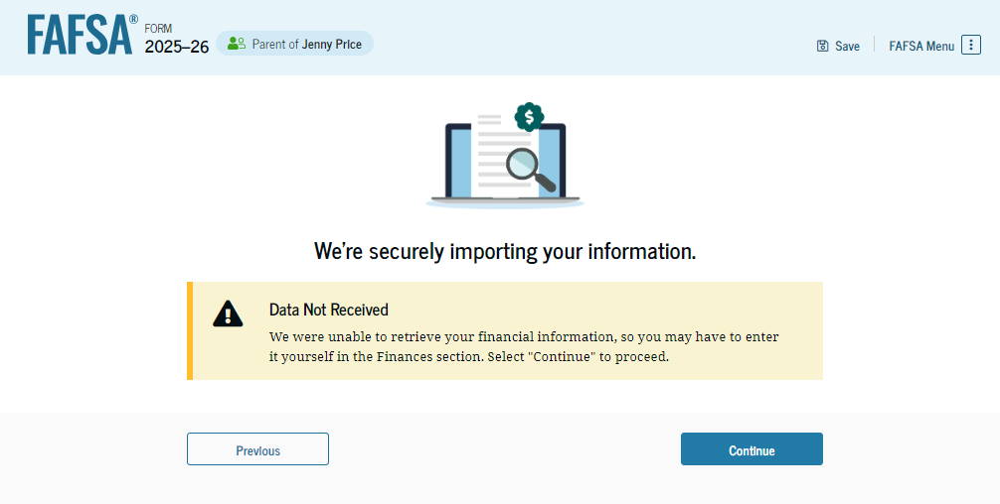 FAFSA®
FORM
2025–26
Parent of Jenny Price
Save
FAFSA Menu
$
We're securely importing your information.
Data Not Received
We were unable to retrieve your financial information, so you may have to enter
it yourself in the Finances section. Select "Continue" to proceed.
Previous
Continue